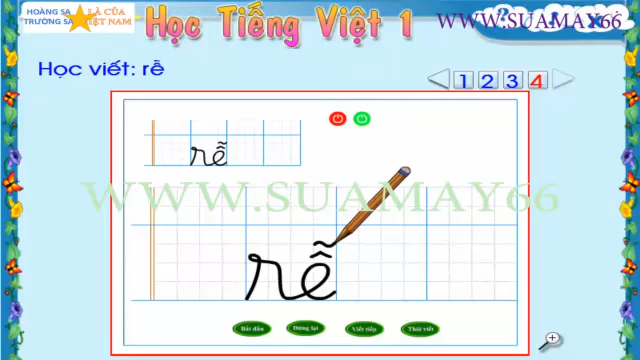 HOÀNG SA LÀ CỦA
TRƯỜNG SA VIỆT NAM
Học Tiếng Việt 1
WWW.SUAMAY66
Học viết: rễ
1 2 3 4
rễ
WWW.SUAMAY66
rễ
Bắt đầu Dừng lại Viết tiếp Thôi viết